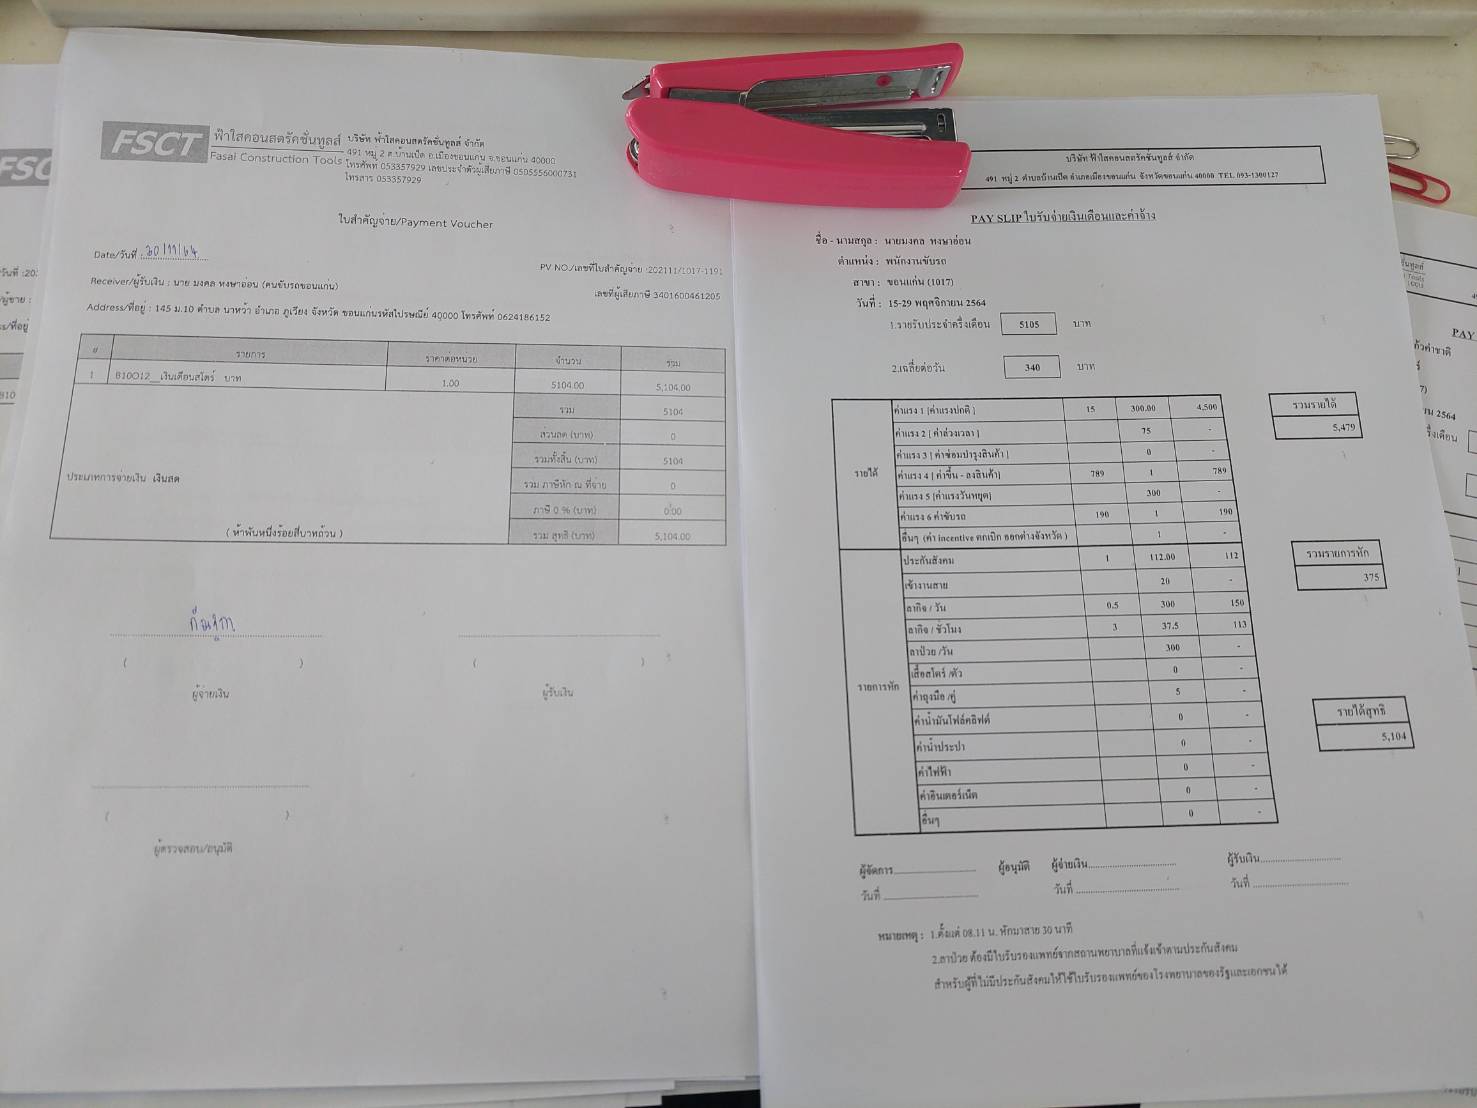 FSCT
ฟ้าใสคอนสตรัคชั่นทูลส์
Fasai Construction Tools
บริษัท ฟ้าใสคอนสตรัคชั่นทูลส์ จำกัด
491 หมู่ 2 ต.บ้านเป็ด อ.เมืองขอนแก่น จ.ขอนแก่น 40000
โทรศัพท์ 053357929 เลขประจำตัวผู้เสียภาษี 0505556000731
โทรสาร 053357929
ใบสำคัญจ่าย/Payment Voucher
Date/วันที่ : 30/11/64
PV NO./เลขที่ใบสำคัญจ่าย :202111/1017-1191
Receiver/ผู้รับเงิน : นาย มงคล หงษาอ่อน (คนขับรถขอนแก่น)
เลขที่ผู้เสียภาษี 3401600461205
Address/ที่อยู่ : 145 ม.10 ตำบล นาหว้า อำเภอ ภูเวียง จังหวัด ขอนแก่นรหัสไปรษณีย์ 40000 โทรศัพท์ 0624186152
# รายการ ราคาต่อหน่วย จำนวน รวม
1 B10012__เงินเดือนสโตร์ บาท 1.00 5104.00 5,104.00
รวม 5104
ส่วนลด (บาท) 0
รวมทั้งสิ้น (บาท) 5104
ประเภทการจ่ายเงิน เงินสด
รวม ภาษีหัก ณ ที่จ่าย 0
ภาษี 0 % (บาท) 0.00
( ห้าพันหนึ่งร้อยสี่บาทถ้วน ) รวม สุทธิ (บาท) 5,104.00
( ) ( )
ผู้จ่ายเงิน ผู้รับเงิน
( )
ผู้ตรวจสอบ/อนุมัติ
บริษัท ฟ้าใสคอนสตรัคชั่นทูลส์ จำกัด
491 หมู่ 2 ตำบลบ้านเป็ด อำเภอเมืองขอนแก่น จังหวัดขอนแก่น 40000 TEL. 093-1300127
PAY SLIP ใบรับจ่ายเงินเดือนและค่าจ้าง
ชื่อ - นามสกุล : นายมงคล หงษาอ่อน
ตำแหน่ง : พนักงานขับรถ
สาขา : ขอนแก่น (1017)
วันที่ : 15-29 พฤศจิกายน 2564
1.รายรับประจำครึ่งเดือน 5105 บาท
2.เฉลี่ยต่อวัน 340 บาท
รายได้
ค่าแรง 1 [ค่าแรงปกติ ] 15 300.00 4,500
ค่าแรง 2 [ ค่าล่วงเวลา ] 75 -
ค่าแรง 3 [ ค่าซ่อมบำรุงสินค้า ] 0 -
ค่าแรง 4 [ ค่าขึ้น - ลงสินค้า] 789 1 789
ค่าแรง 5 [ค่าแรงวันหยุด] 300 -
ค่าแรง 6 ค่าขับรถ 190 1 190
อื่นๆ (ค่า incentive ตกเบิก ออกต่างจังหวัด ) 1 -
รวมรายได้
5,479
รายการหัก
ประกันสังคม 1 112.00 112
เข้างานสาย 20 -
ลากิจ / วัน 0.5 300 150
ลากิจ / ชั่วโมง 3 37.5 113
ลาป่วย /วัน 300 -
เสื้อสโตร์ /ตัว 0 -
ค่าถุงมือ /คู่ 5 -
ค่าน้ำมันโฟล์คลิฟต์ 0 -
ค่าน้ำประปา 0 -
ค่าไฟฟ้า 0 -
ค่าอินเตอร์เน็ต 0 -
อื่นๆ 0 -
รวมรายการหัก
375
รายได้สุทธิ
5,104
ผู้จัดการ ผู้อนุมัติ ผู้จ่ายเงิน ผู้รับเงิน
วันที่ วันที่ วันที่
หมายเหตุ : 1.ตั้งแต่ 08.11 น. หักมาสาย 30 นาที
2.ลาป่วย ต้องมีใบรับรองแพทย์จากสถานพยาบาลที่แจ้งเข้าตามประกันสังคม
สำหรับผู้ที่ไม่มีประกันสังคมให้ใช้ใบรับรองแพทย์ของโรงพยาบาลของรัฐและเอกชนได้
PAY